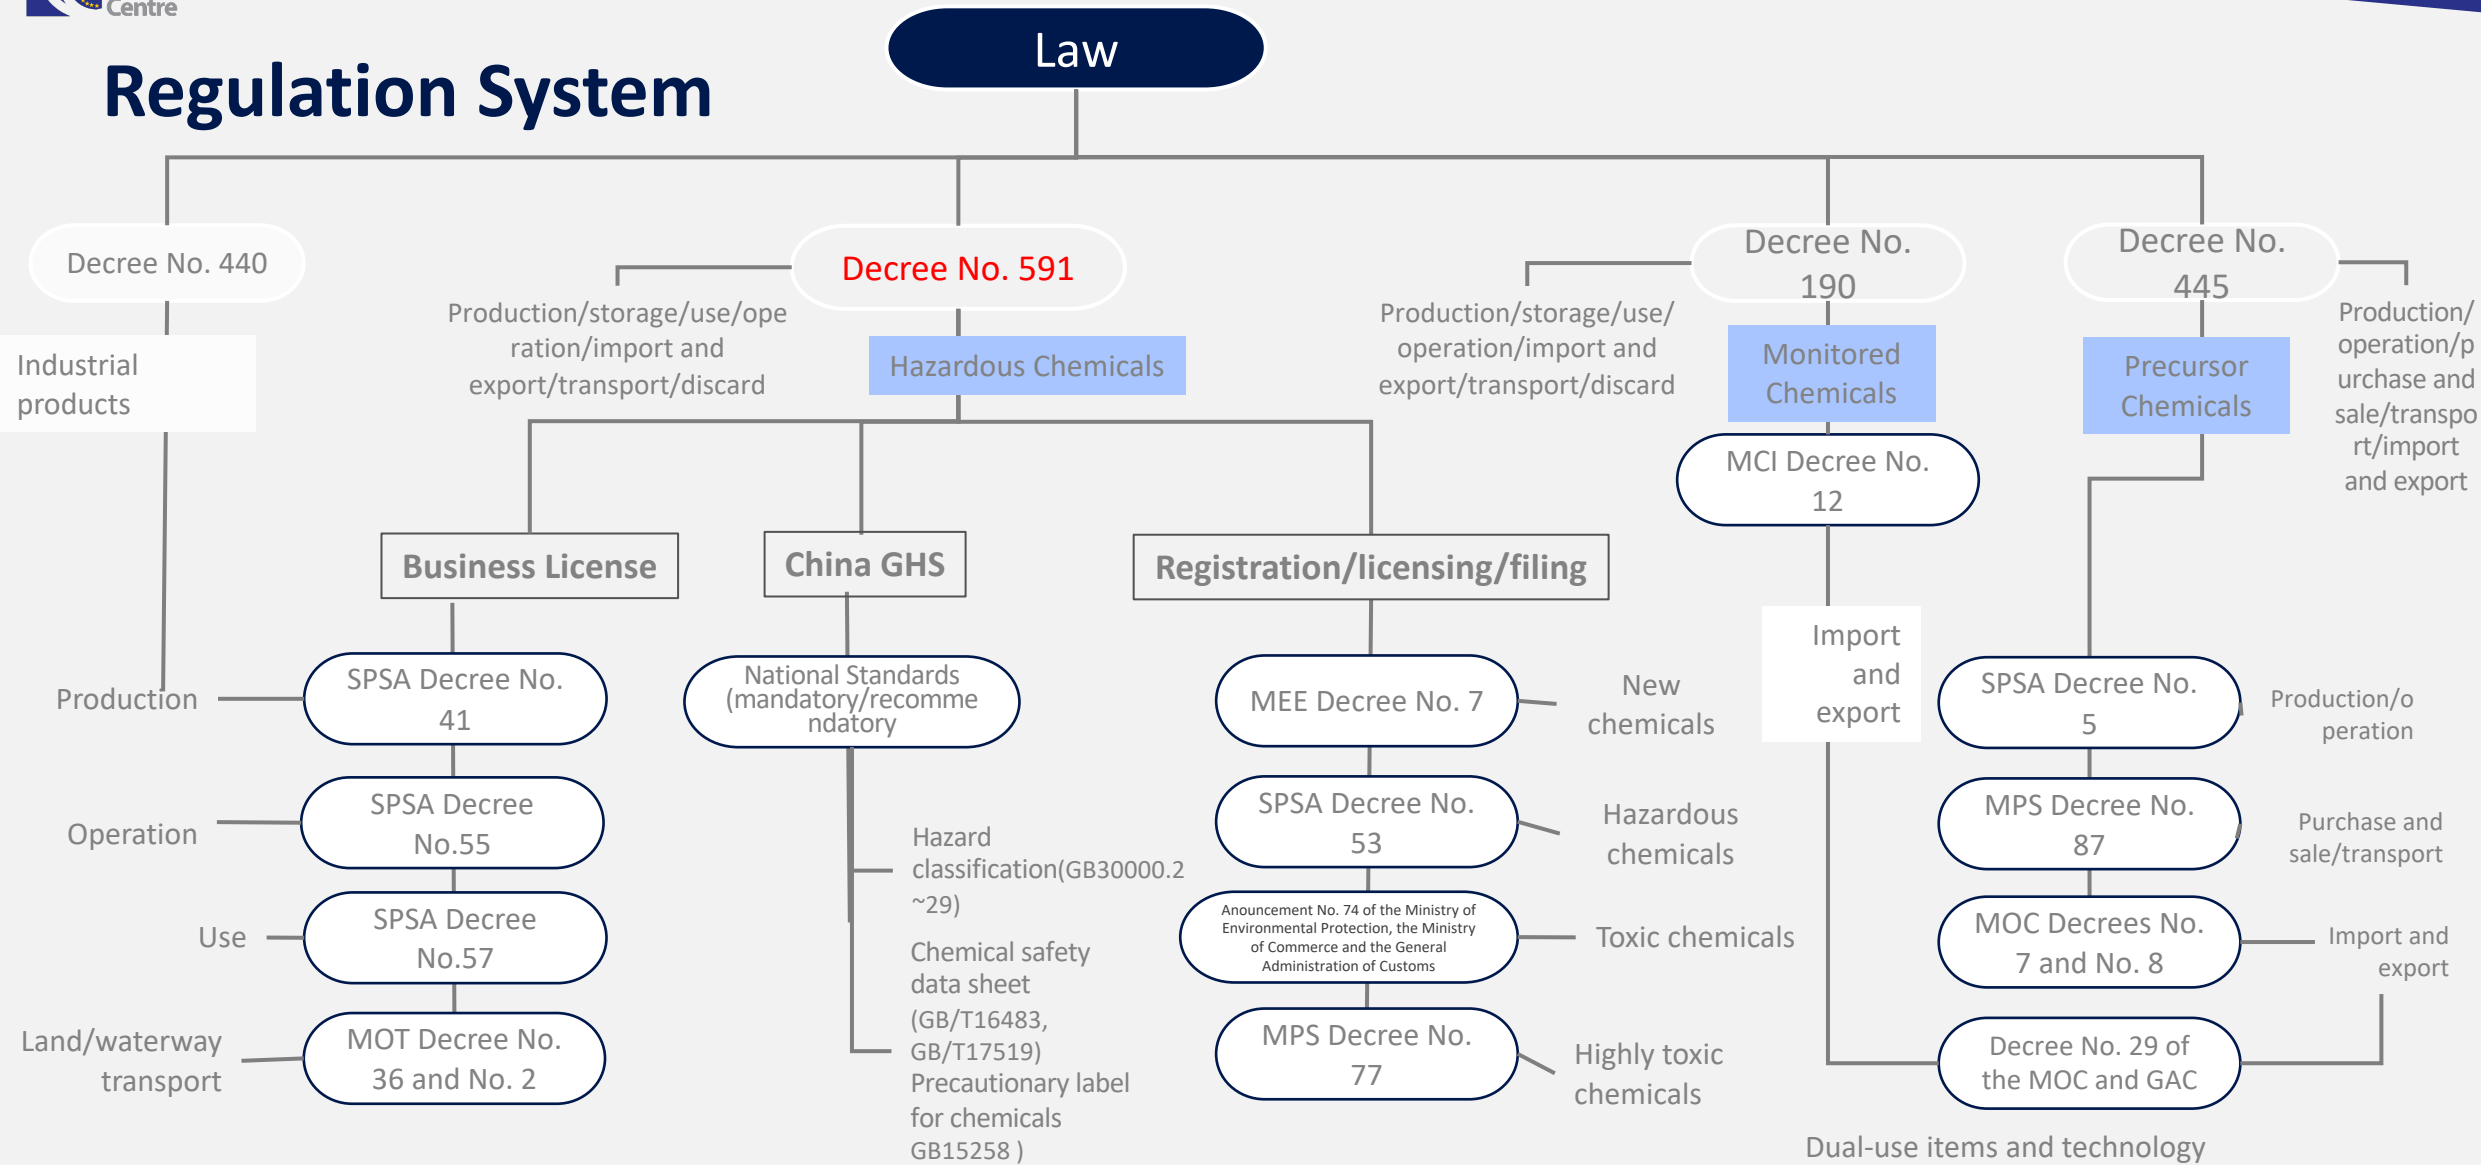 Centre
Law
Regulation System
Decree No. 440
Industrial
products
Decree No. 591
Production/storage/use/ope
ration/import and
export/transport/discard
Hazardous Chemicals
Decree No.
190
Production/storage/use/
operation/import and
export/transport/discard
Monitored
Chemicals
MCI Decree No.
12
Decree No.
445
Precursor
Chemicals
Production/
operation/p
urchase and
sale/transpo
rt/import
and export
Business License
China GHS
Registration/licensing/filing
Import
and
export
Production
SPSA Decree No.
41
Operation
SPSA Decree
No.55
Use
SPSA Decree
No.57
Land/waterway
transport
MOT Decree No.
36 and No. 2
National Standards
(mandatory/recomme
ndatory
Hazard
classification(GB30000.2
~29)
Chemical safety
data sheet
(GB/T16483,
GB/T17519)
Precautionary label
for chemicals
GB15258 )
MEE Decree No. 7
New
chemicals
SPSA Decree No.
53
Hazardous
chemicals
Anouncement No. 74 of the Ministry of
Environmental Protection, the Ministry
of Commerce and the General
Administration of Customs
Toxic chemicals
MPS Decree No.
77
Highly toxic
chemicals
SPSA Decree No.
5
Production/o
peration
MPS Decree No.
87
Purchase and
sale/transport
MOC Decrees No.
7 and No. 8
Import and
export
Decree No. 29 of
the MOC and GAC
Dual-use items and technology